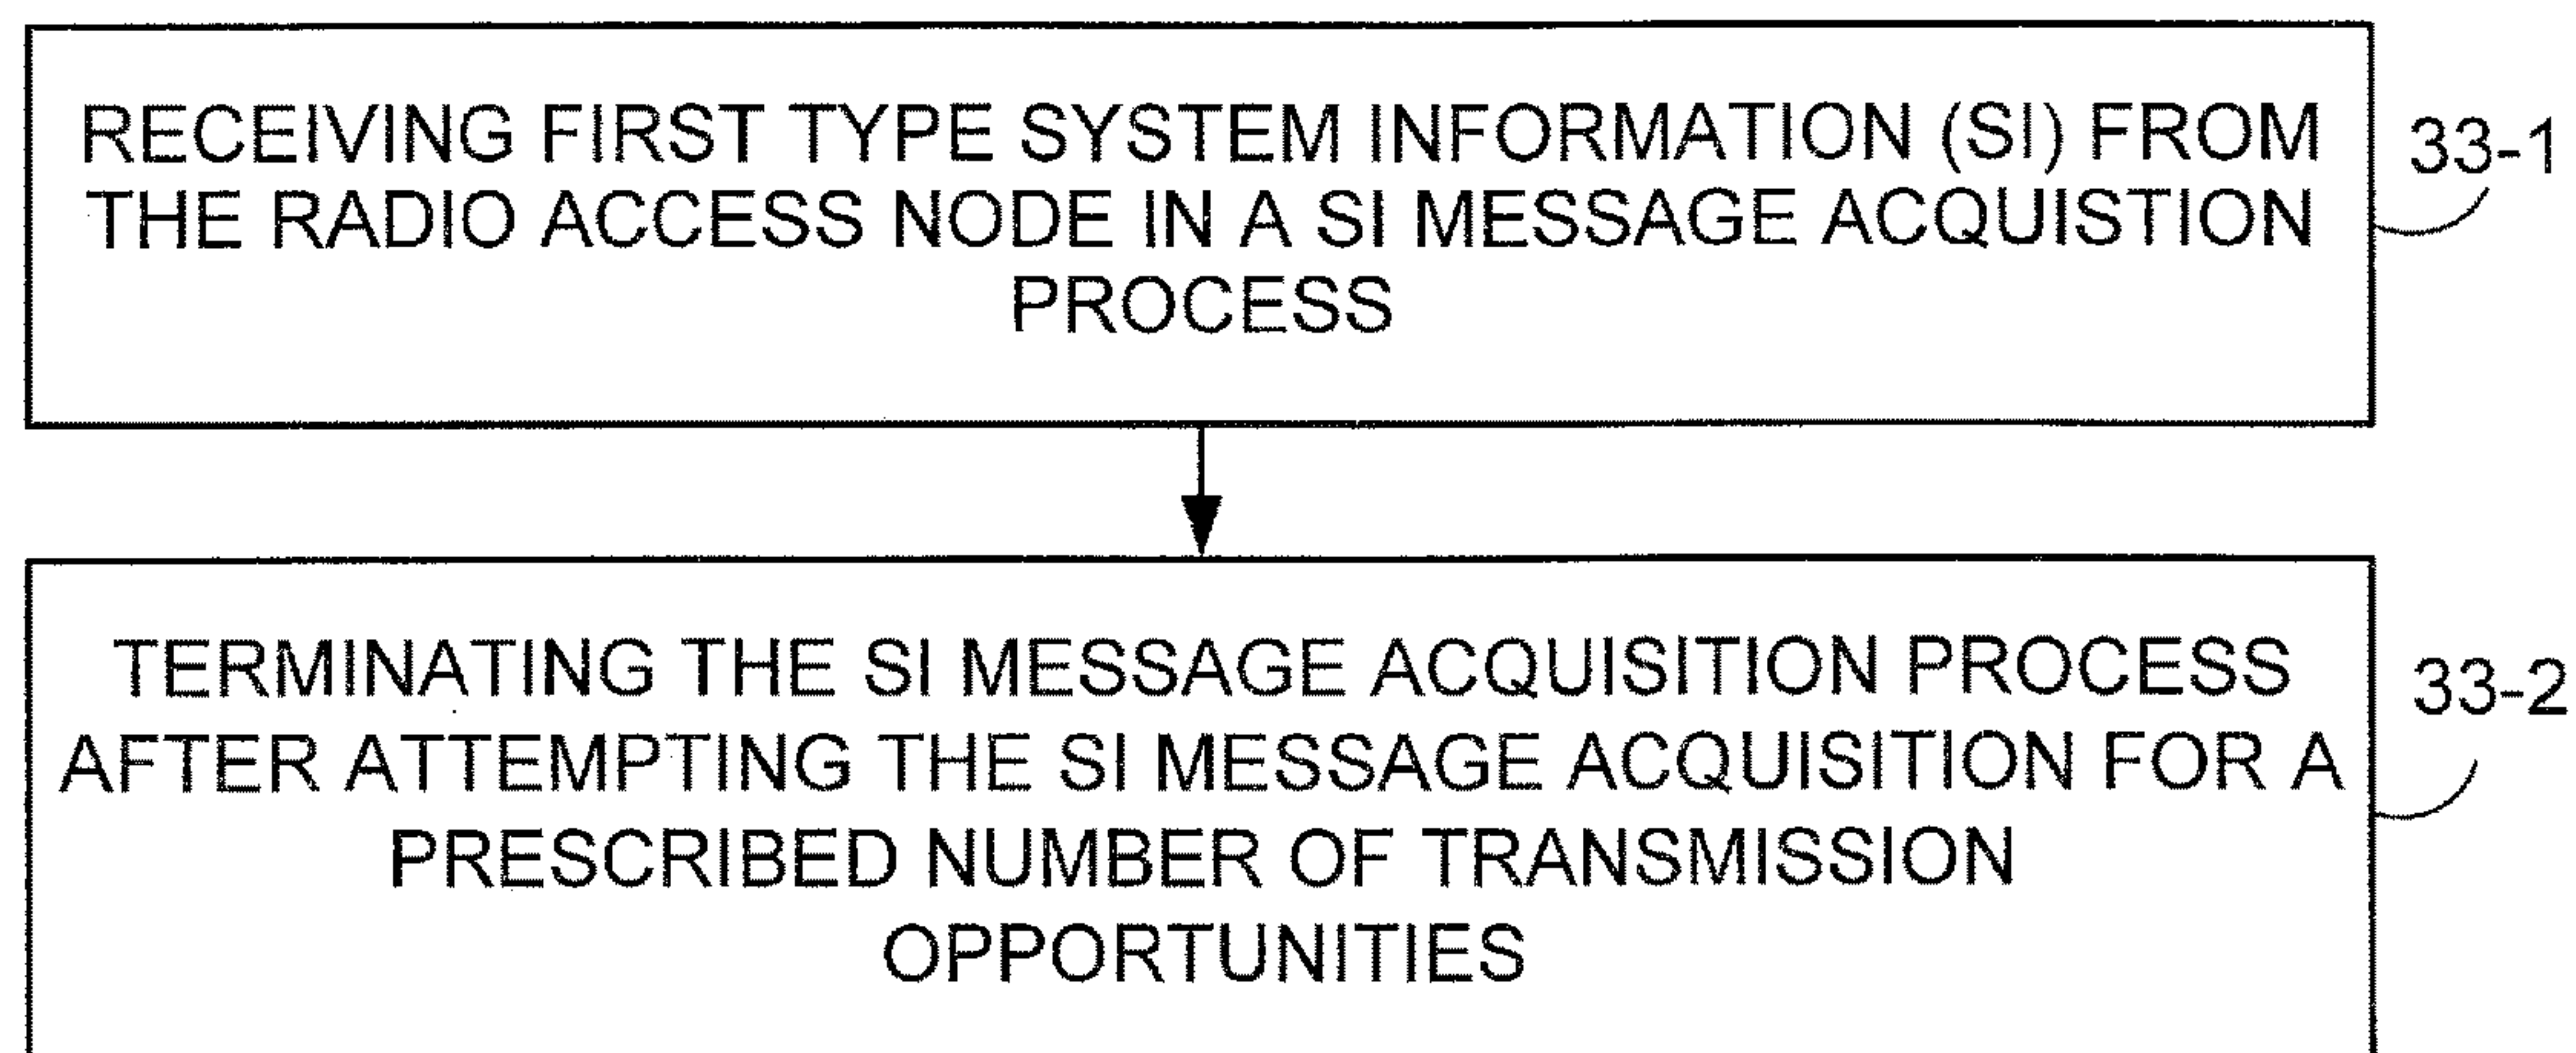 RECEIVING FIRST TYPE SYSTEM INFORMATION (SI) FROM
THE RADIO ACCESS NODE IN A SI MESSAGE ACQUISTION
PROCESS
33-1
TERMINATING THE SI MESSAGE ACQUISITION PROCESS
AFTER ATTEMPTING THE SI MESSAGE ACQUISITION FOR A
PRESCRIBED NUMBER OF TRANSMISSION
OPPORTUNITIES
33-2